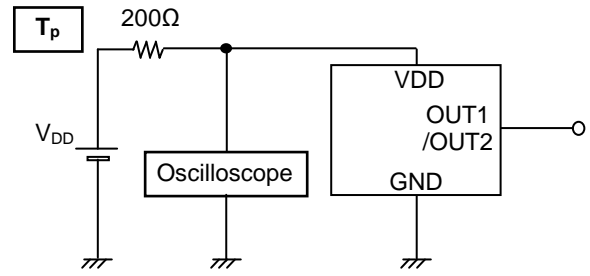 Tp
200Ω
VDD
Oscilloscope
VDD
OUT1
/OUT2
GND